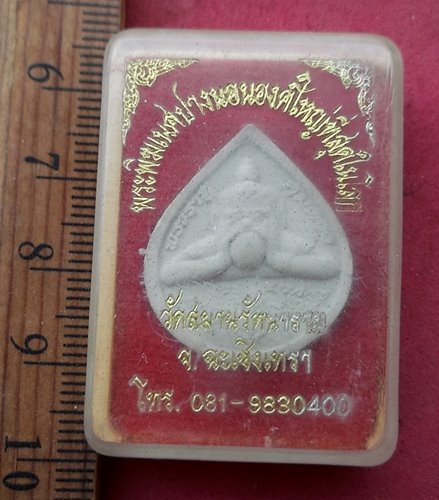 พระพิฆเนศปางนอนองค์ใหญ่ที่สุดในโลก
วัดสมานรัตนาราม
จ. ฉะเชิงเทรา
โทร. 081-9830400
6
7
8
9
10